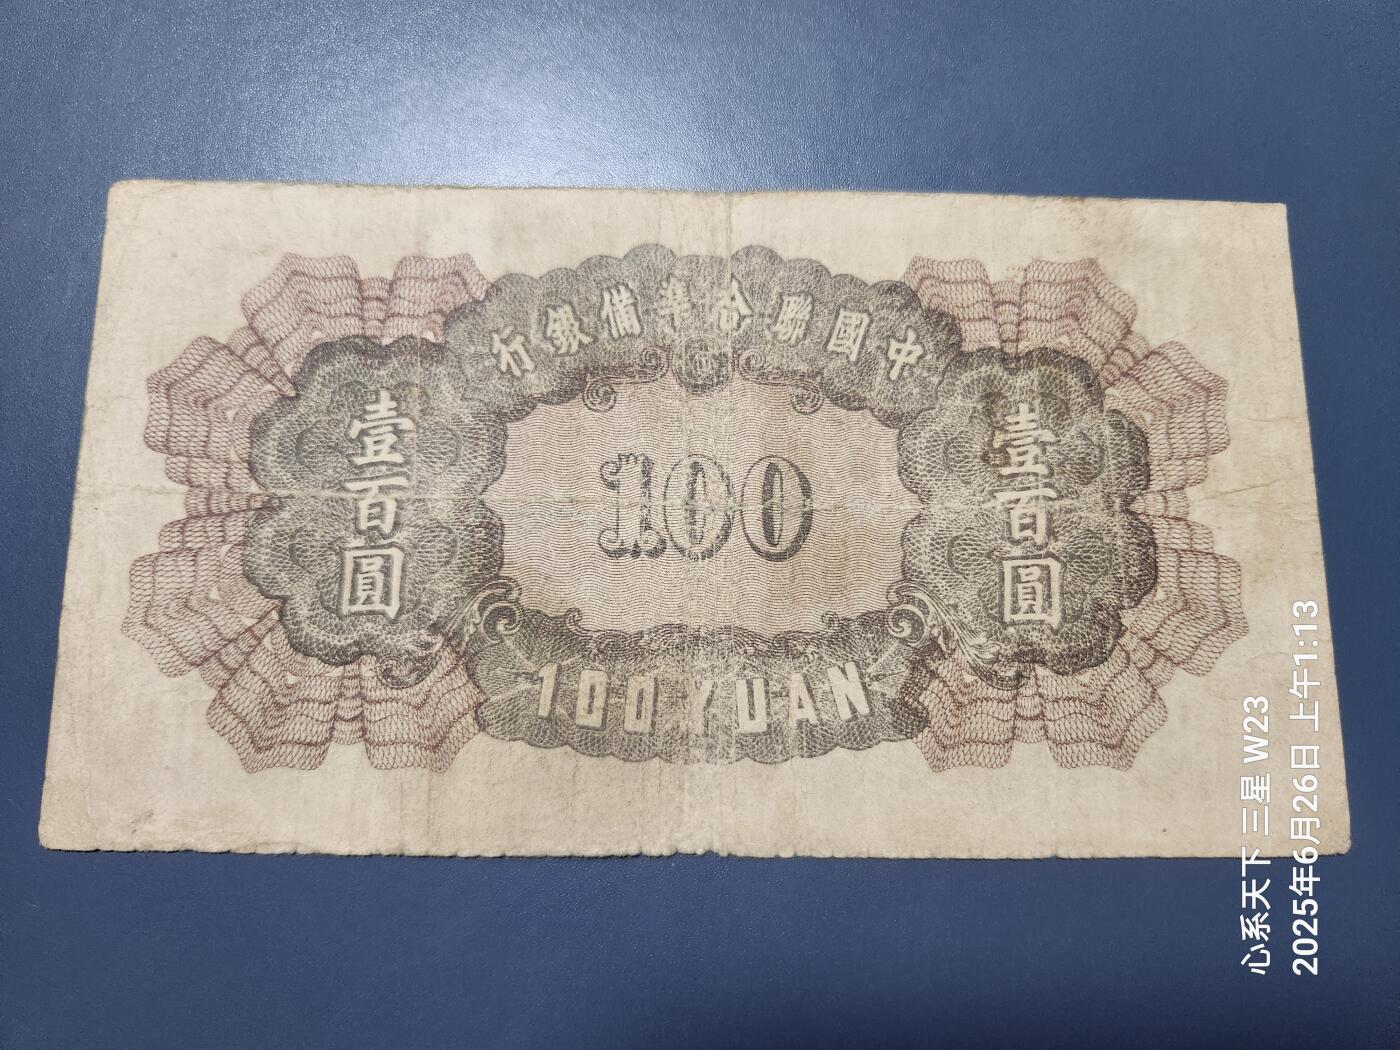 中國聯合準備銀行
壹百圓
100
壹百圓
100 YUAN
心系天下 三星 W23
2025年6月26日 上午1:13